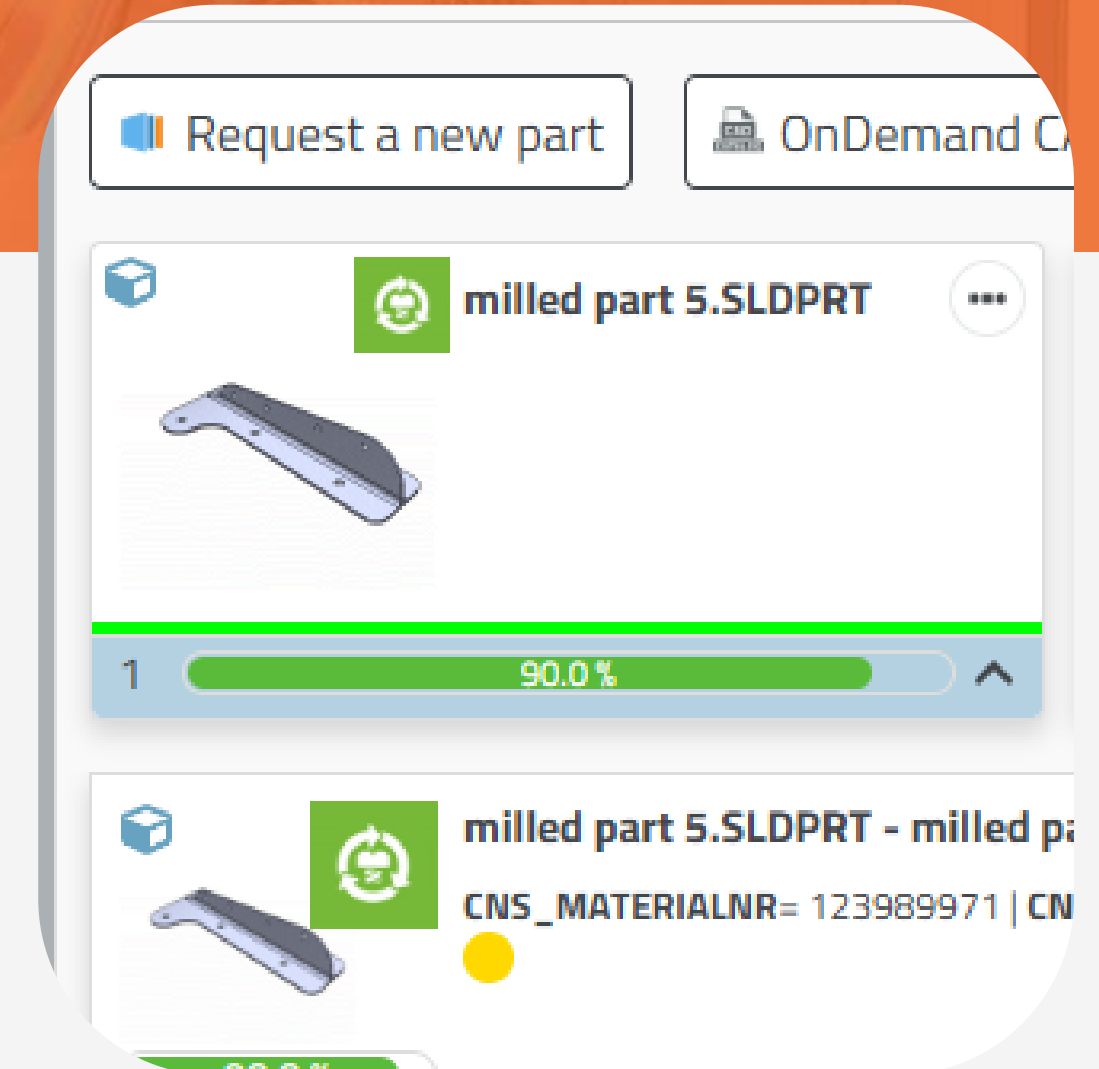 Request a new part
OnDemand
milled part 5.SLDPRT
1
90.0 %
milled part 5.SLDPRT - milled
CNS_MATERIALNR= 123989971 | CN